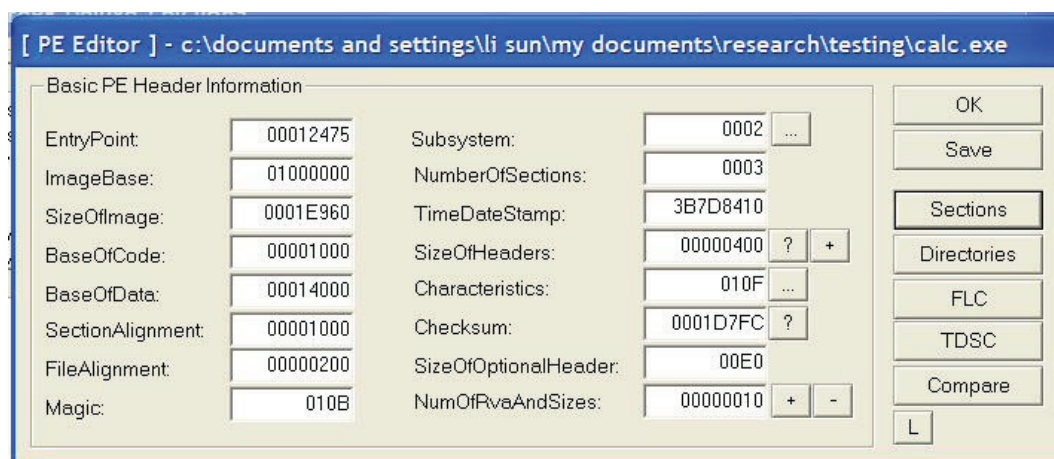 [ PE Editor ] - c:\documents and settings\li sun\my documents\research\testing\calc.exe
Basic PE Header Information
EntryPoint: 00012475 Subsystem: 0002 ...
ImageBase: 01000000 NumberOfSections: 0003
SizeOfImage: 0001E960 TimeDateStamp: 3B7D8410
BaseOfCode: 00001000 SizeOfHeaders: 00000400 ? +
BaseOfData: 00014000 Characteristics: 010F ...
SectionAlignment: 00001000 Checksum: 0001D7FC ?
FileAlignment: 00000200 SizeOfOptionalHeader: 00E0
Magic: 010B NumOfRvaAndSizes: 00000010 + -
OK
Save
Sections
Directories
FLC
TDSC
Compare
L